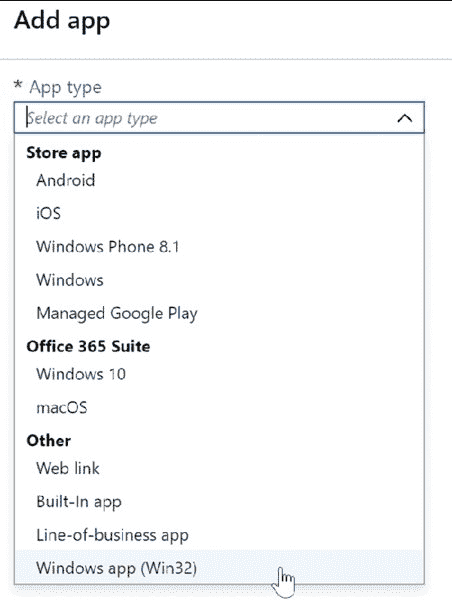 Add app
* App type
Select an app type
Store app
Android
iOS
Windows Phone 8.1
Windows
Managed Google Play
Office 365 Suite
Windows 10
macOS
Other
Web link
Built-In app
Line-of-business app
Windows app (Win32)